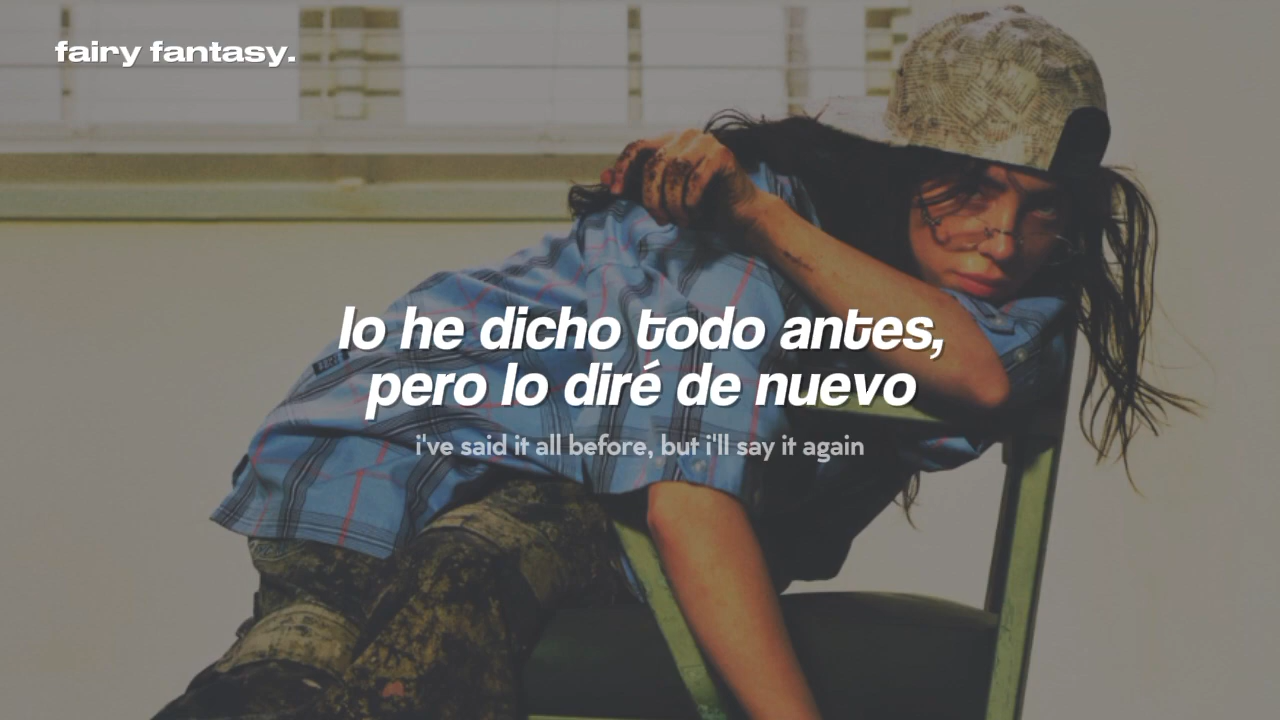 fairy fantasy.
lo he dicho todo antes,
pero lo diré de nuevo
i've said it all before, but i'll say it again